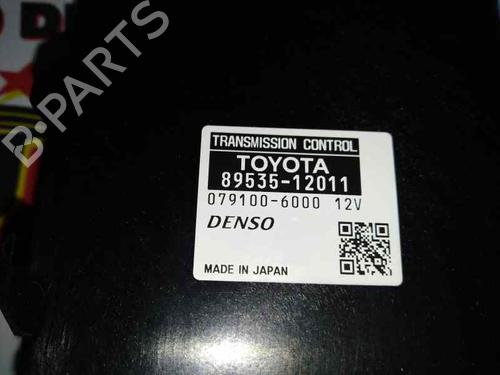 B-PARTS
TRANSMISSION CONTROL
TOYOTA
89535-12011
079100-6000 12V
DENSO
MADE IN JAPAN